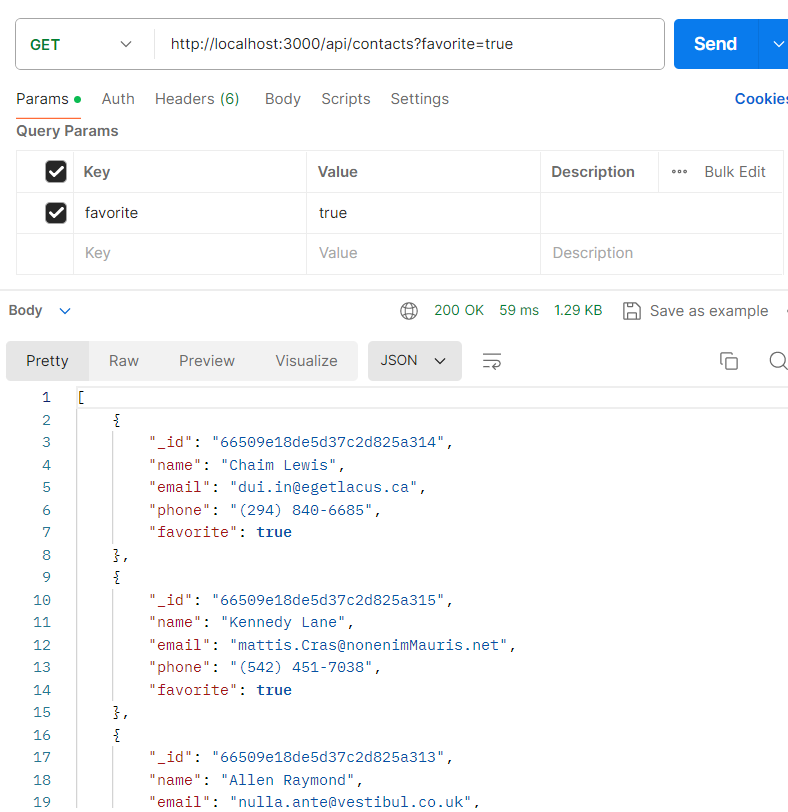 GET http://localhost:3000/api/contacts?favorite=true Send
Params Auth Headers (6) Body Scripts Settings Cookies
Query Params
Key Value Description Bulk Edit
favorite true
Key Value Description
Body 200 OK 59 ms 1.29 KB Save as example
Pretty Raw Preview Visualize JSON
1 [
2 {
3 "_id": "66509e18de5d37c2d825a314",
4 "name": "Chaim Lewis",
5 "email": "dui.in@egetlacus.ca",
6 "phone": "(294) 840-6685",
7 "favorite": true
8 },
9 {
10 "_id": "66509e18de5d37c2d825a315",
11 "name": "Kennedy Lane",
12 "email": "mattis.Cras@nonenimMauris.net",
13 "phone": "(542) 451-7038",
14 "favorite": true
15 },
16 {
17 "_id": "66509e18de5d37c2d825a313",
18 "name": "Allen Raymond",
19 "email": "nulla.ante@vestibul.co.uk",